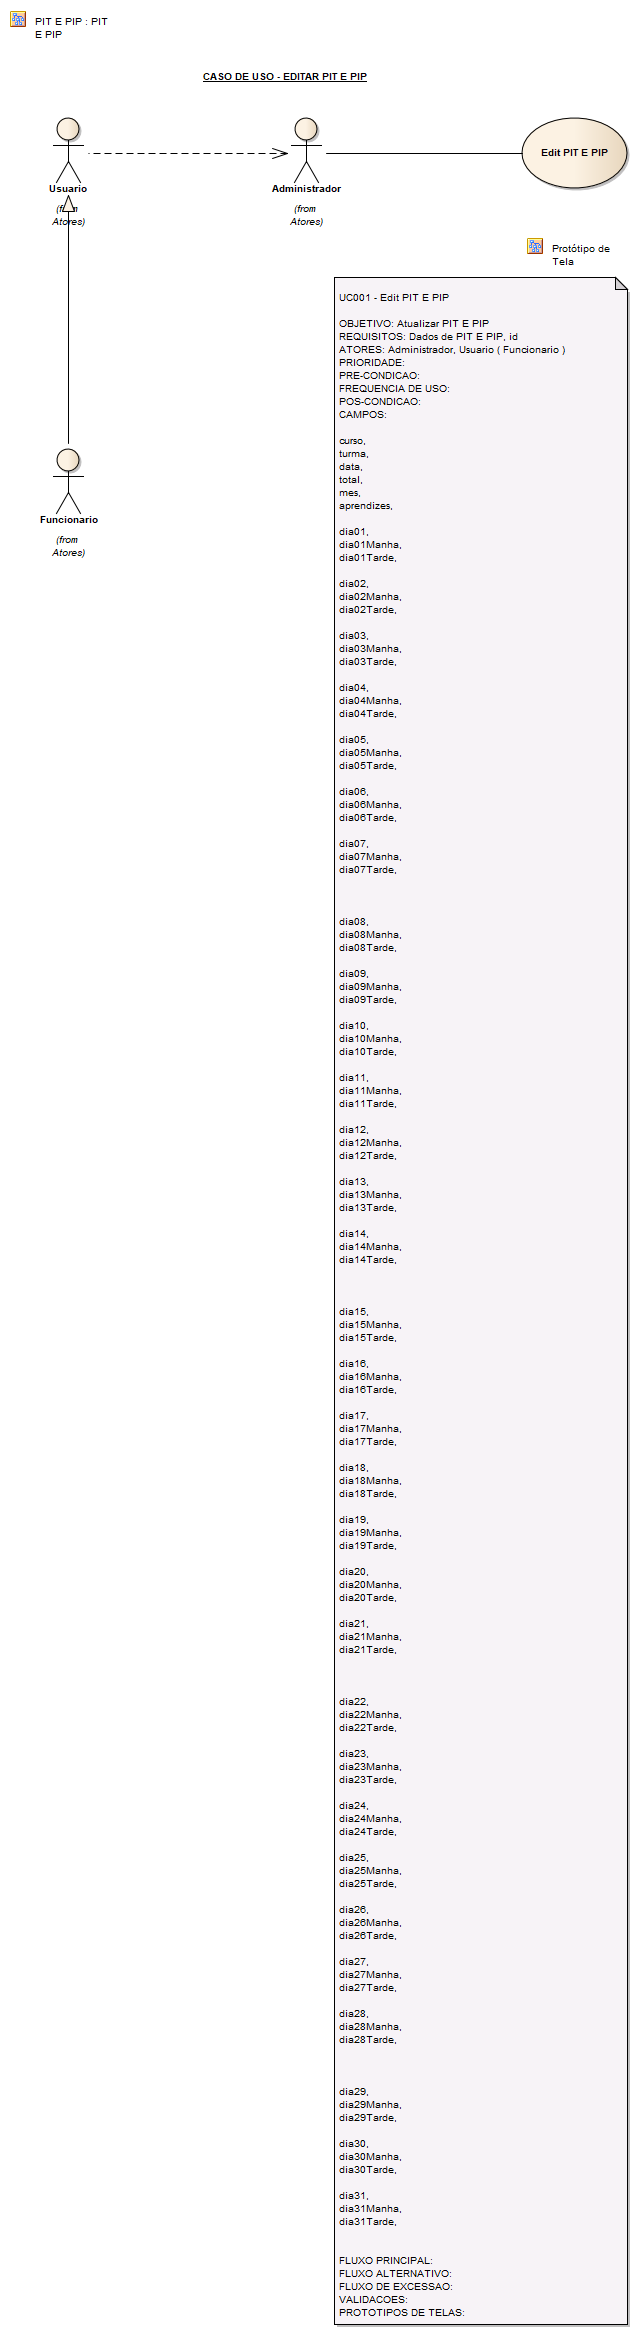 PIT E PIP : PIT
E PIP
CASO DE USO - EDITAR PIT E PIP
Usuario
(from
Atores)
Administrador
(from
Atores)
Edit PIT E PIP
Protótipo de
Tela
Funcionario
(from
Atores)
UC001 - Edit PIT E PIP
OBJETIVO: Atualizar PIT E PIP
REQUISITOS: Dados de PIT E PIP, id
ATORES: Administrador, Usuario ( Funcionario )
PRIORIDADE:
PRE-CONDICAO:
FREQUENCIA DE USO:
POS-CONDICAO:
CAMPOS:
curso,
turma,
data,
total,
mes,
aprendizes,
dia01,
dia01Manha,
dia01Tarde,
dia02,
dia02Manha,
dia02Tarde,
dia03,
dia03Manha,
dia03Tarde,
dia04,
dia04Manha,
dia04Tarde,
dia05,
dia05Manha,
dia05Tarde,
dia06,
dia06Manha,
dia06Tarde,
dia07,
dia07Manha,
dia07Tarde,
dia08,
dia08Manha,
dia08Tarde,
dia09,
dia09Manha,
dia09Tarde,
dia10,
dia10Manha,
dia10Tarde,
dia11,
dia11Manha,
dia11Tarde,
dia12,
dia12Manha,
dia12Tarde,
dia13,
dia13Manha,
dia13Tarde,
dia14,
dia14Manha,
dia14Tarde,
dia15,
dia15Manha,
dia15Tarde,
dia16,
dia16Manha,
dia16Tarde,
dia17,
dia17Manha,
dia17Tarde,
dia18,
dia18Manha,
dia18Tarde,
dia19,
dia19Manha,
dia19Tarde,
dia20,
dia20Manha,
dia20Tarde,
dia21,
dia21Manha,
dia21Tarde,
dia22,
dia22Manha,
dia22Tarde,
dia23,
dia23Manha,
dia23Tarde,
dia24,
dia24Manha,
dia24Tarde,
dia25,
dia25Manha,
dia25Tarde,
dia26,
dia26Manha,
dia26Tarde,
dia27,
dia27Manha,
dia27Tarde,
dia28,
dia28Manha,
dia28Tarde,
dia29,
dia29Manha,
dia29Tarde,
dia30,
dia30Manha,
dia30Tarde,
dia31,
dia31Manha,
dia31Tarde,
FLUXO PRINCIPAL:
FLUXO ALTERNATIVO:
FLUXO DE EXCESSAO:
VALIDACOES:
PROTOTIPOS DE TELAS: